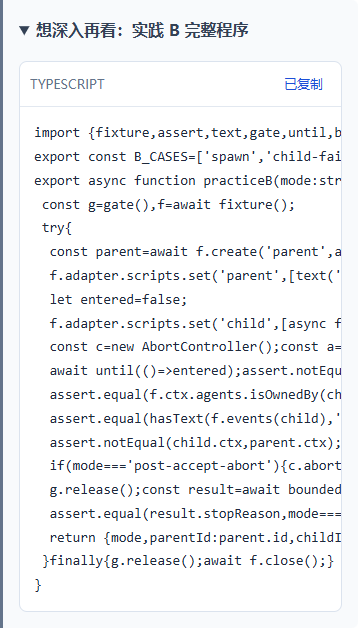 ▼ 想深入再看：实践 B 完整程序
TYPESCRIPT 已复制
import {fixture,assert,text,gate,until,b
export const B_CASES=['spawn','child-fai
export async function practiceB(mode:str
const g=gate(),f=await fixture();
try{
const parent=await f.create('parent',a
f.adapter.scripts.set('parent',[text('
let entered=false;
f.adapter.scripts.set('child',[async f
const c=new AbortController();const a=
await until(()=>entered);assert.notEqu
assert.equal(f.ctx.agents.isOwnedBy(ch
assert.equal(hasText(f.events(child),'
assert.notEqual(child.ctx,parent.ctx);
if(mode==='post-accept-abort'){c.abort
g.release();const result=await bounded
assert.equal(result.stopReason,mode===
return {mode,parentId:parent.id,childI
}finally{g.release();await f.close();}
}